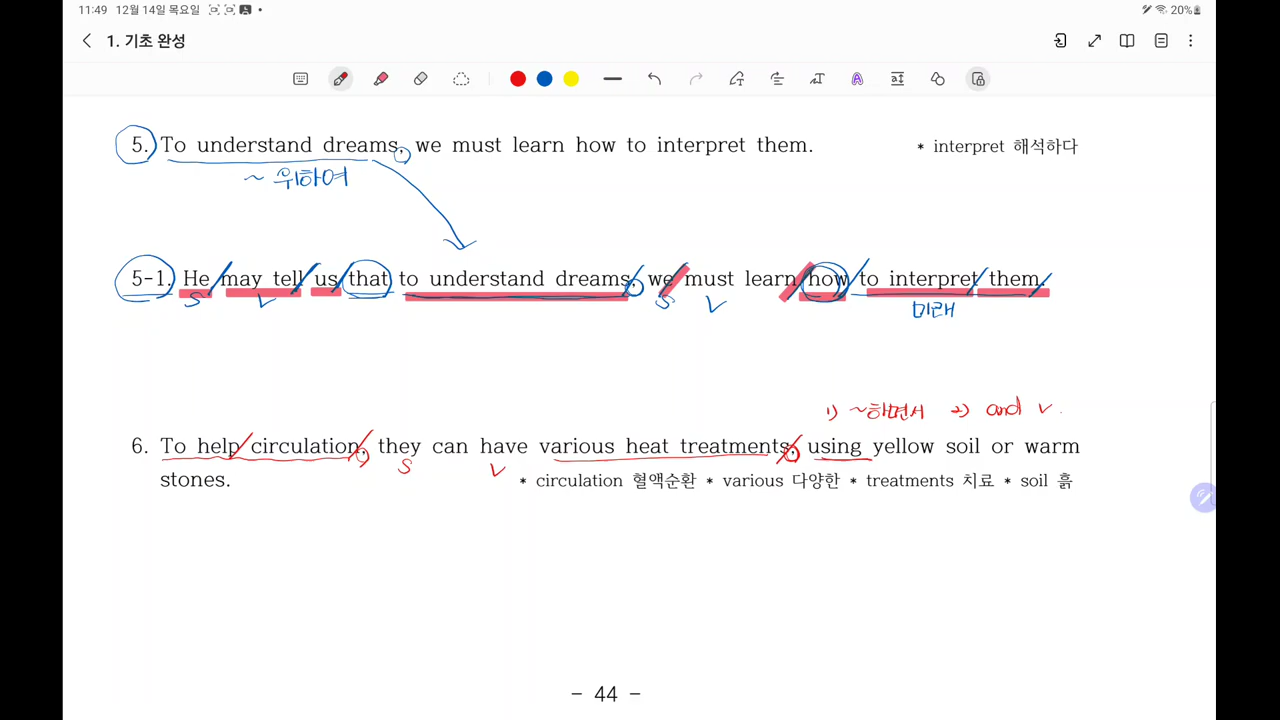 11:49 12월 14일 목요일 20%
1. 기초 완성
5. To understand dreams, we must learn how to interpret them. * interpret 해석하다
~ 위하여
5-1. He may tell us that to understand dreams, we must learn how to interpret them.
S V S V 미래
1) ~하면서 2) and V
6. To help circulation, they can have various heat treatments, using yellow soil or warm
S V
stones. * circulation 혈액순환 * various 다양한 * treatments 치료 * soil 흙
- 44 -